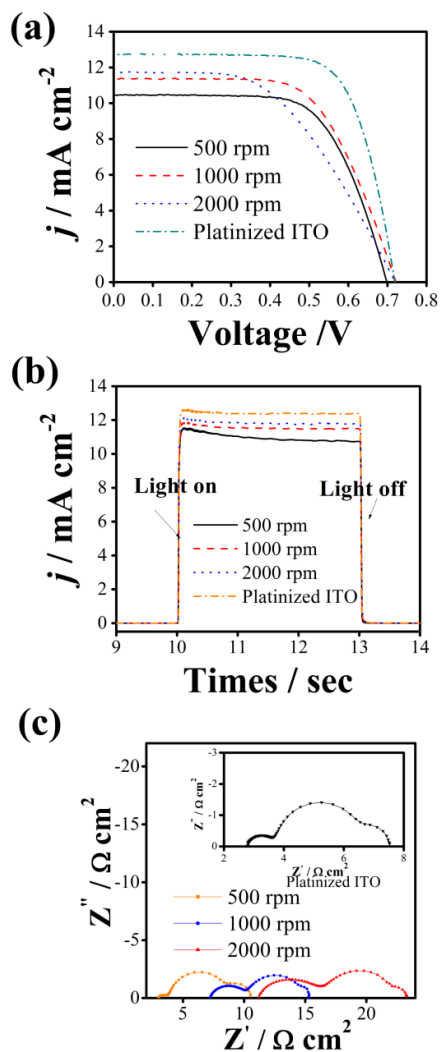 (a)
14
12
10
8
6
4
2
0
j / mA cm-2
500 rpm
1000 rpm
2000 rpm
Platinized ITO
0.0 0.1 0.2 0.3 0.4 0.5 0.6 0.7 0.8
Voltage /V
(b)
14
12
10
8
6
4
2
0
j / mA cm-2
Light on
Light off
500 rpm
1000 rpm
2000 rpm
Platinized ITO
9 10 11 12 13 14
Times / sec
(c)
-20
-15
-10
-5
0
Z'' / Ω cm2
-3
-2
-1
0
Z'' / Ω cm2
2 4 6 8
Z' / Ω cm2
Platinized ITO
500 rpm
1000 rpm
2000 rpm
5 10 15 20
Z' / Ω cm2